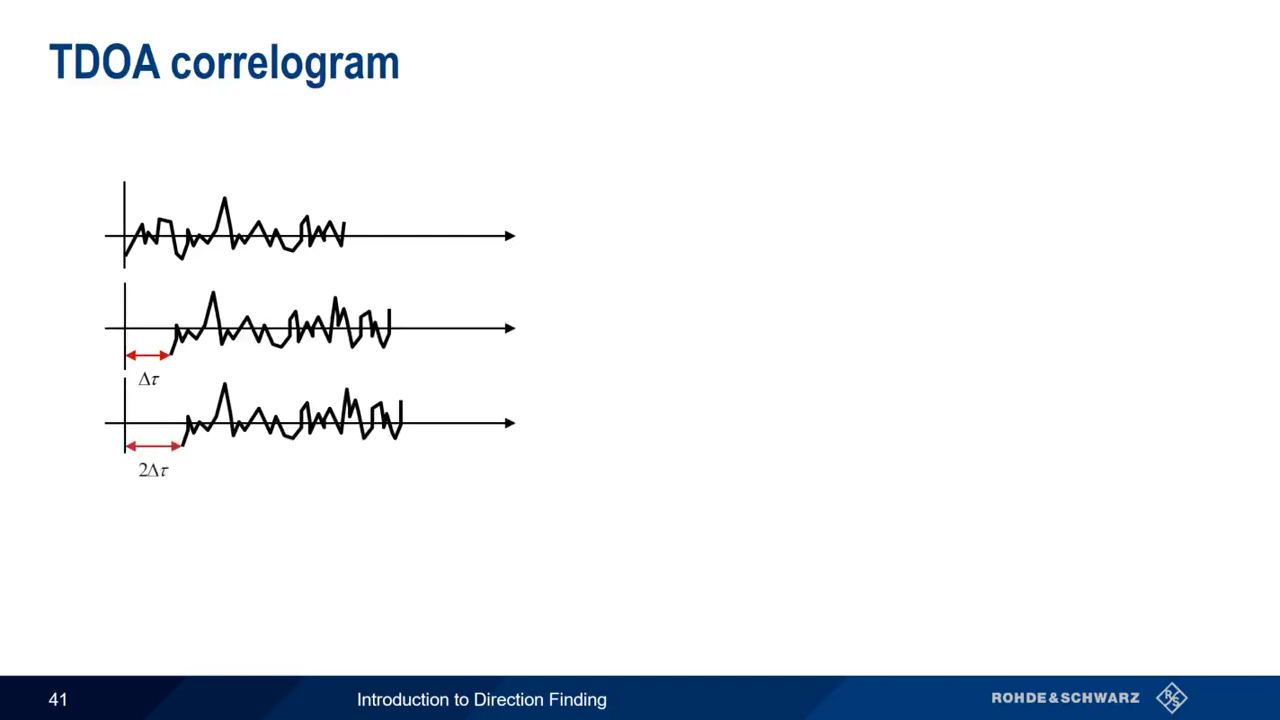 TDOA correlogram
Δτ
2Δτ
41
Introduction to Direction Finding
ROHDE&SCHWARZ
R&S